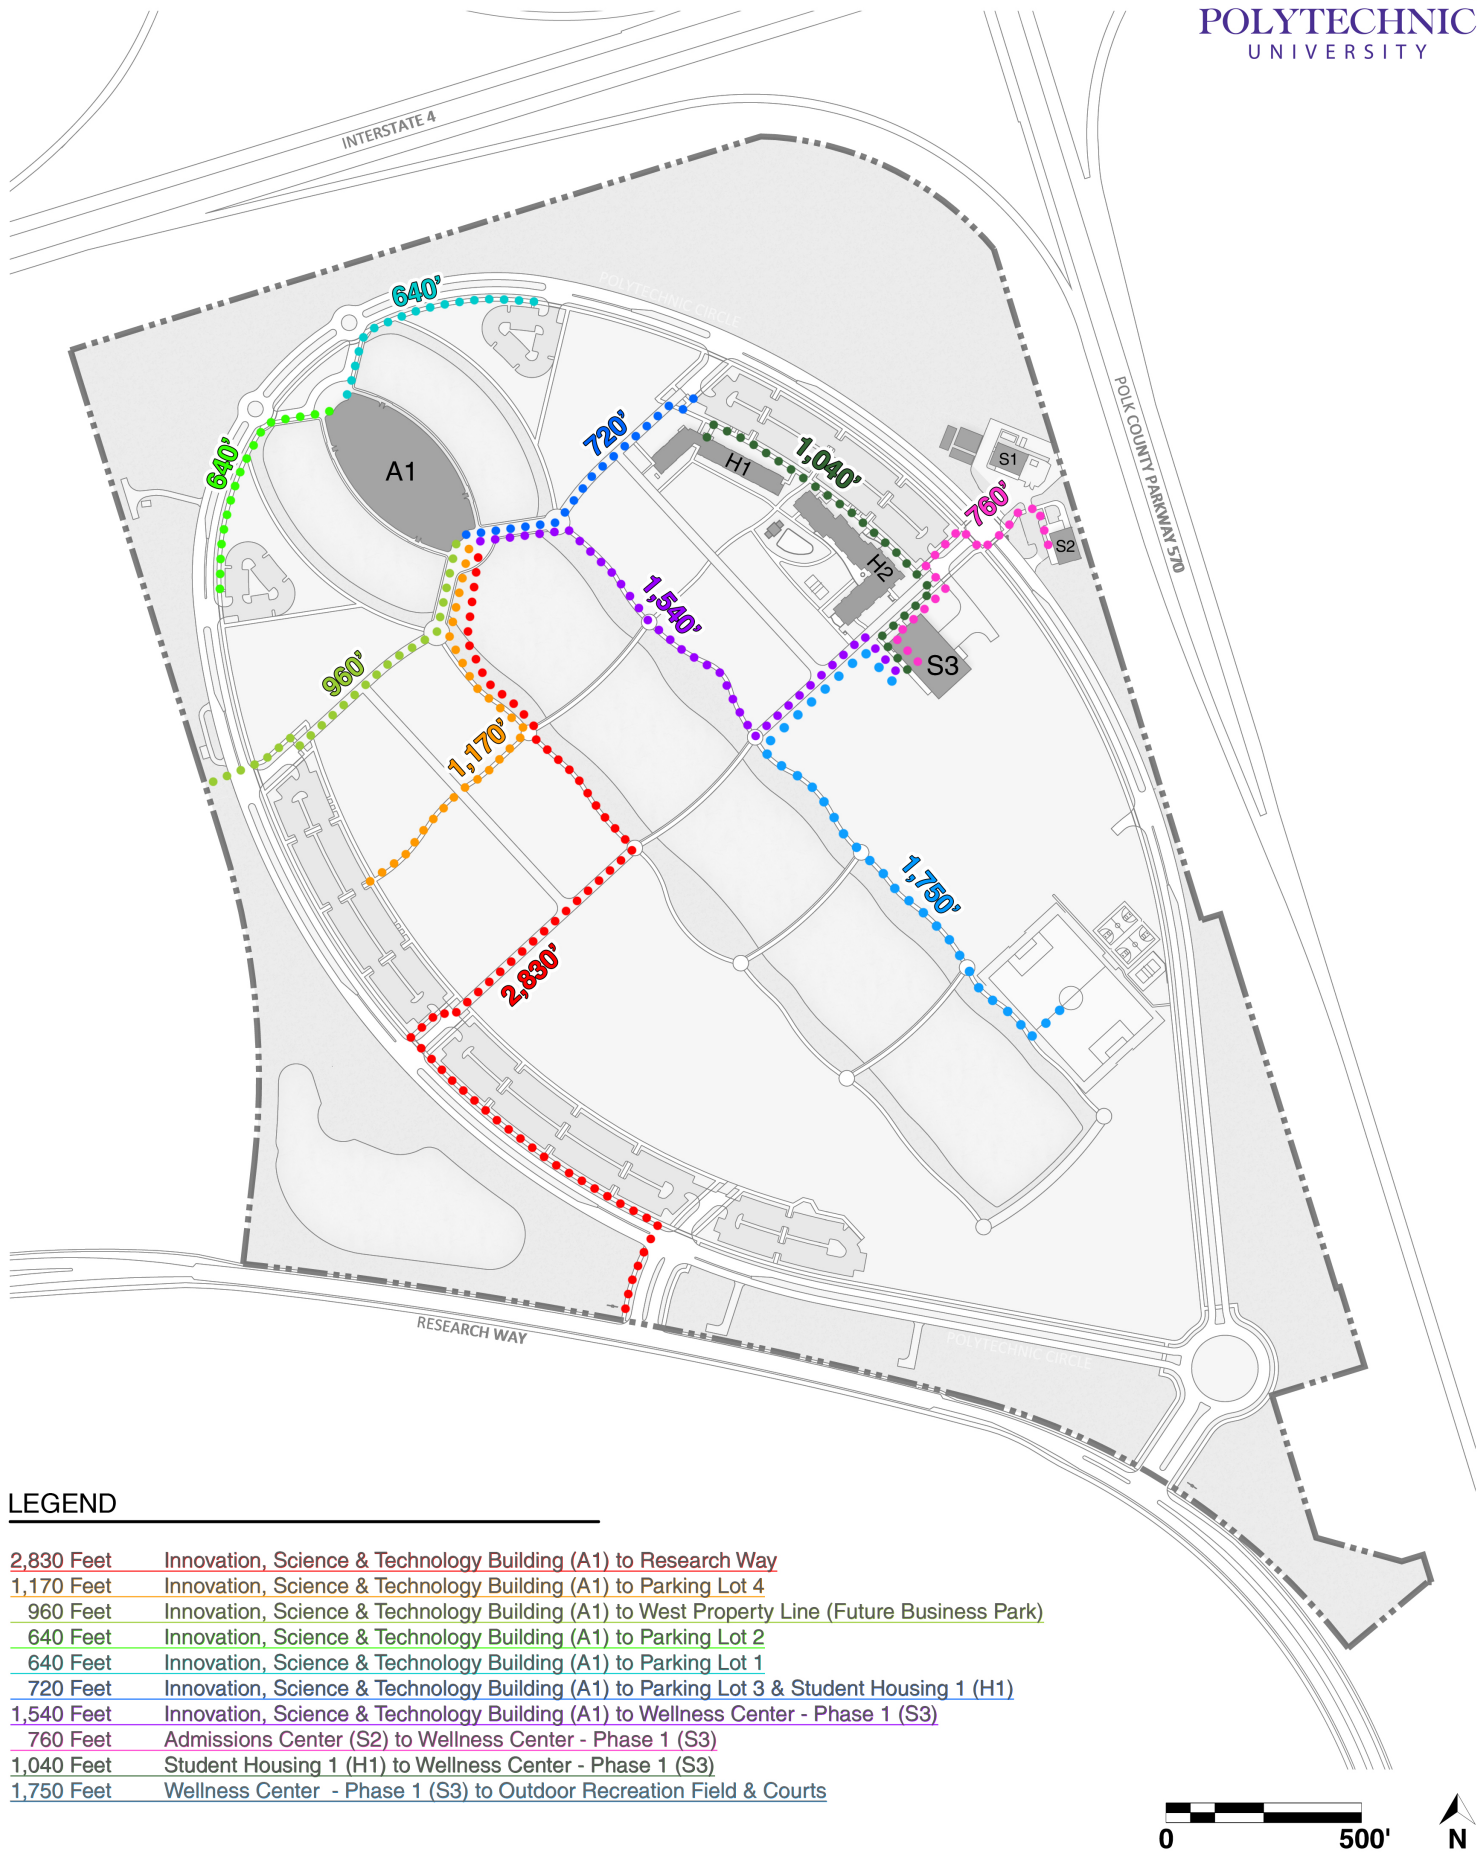 POLYTECHNIC
UNIVERSITY
INTERSTATE 4
640'
POLYTECHNIC CIRCLE
POLK COUNTY PARKWAY 570
720'
640'
A1
H1
1,040'
S1
760'
S2
H2
1,540'
S3
960'
1,170'
1,750'
2,830'
RESEARCH WAY
POLYTECHNIC CIRCLE
LEGEND
2,830 Feet Innovation, Science & Technology Building (A1) to Research Way
1,170 Feet Innovation, Science & Technology Building (A1) to Parking Lot 4
960 Feet Innovation, Science & Technology Building (A1) to West Property Line (Future Business Park)
640 Feet Innovation, Science & Technology Building (A1) to Parking Lot 2
640 Feet Innovation, Science & Technology Building (A1) to Parking Lot 1
720 Feet Innovation, Science & Technology Building (A1) to Parking Lot 3 & Student Housing 1 (H1)
1,540 Feet Innovation, Science & Technology Building (A1) to Wellness Center - Phase 1 (S3)
760 Feet Admissions Center (S2) to Wellness Center - Phase 1 (S3)
1,040 Feet Student Housing 1 (H1) to Wellness Center - Phase 1 (S3)
1,750 Feet Wellness Center - Phase 1 (S3) to Outdoor Recreation Field & Courts
0 500' N